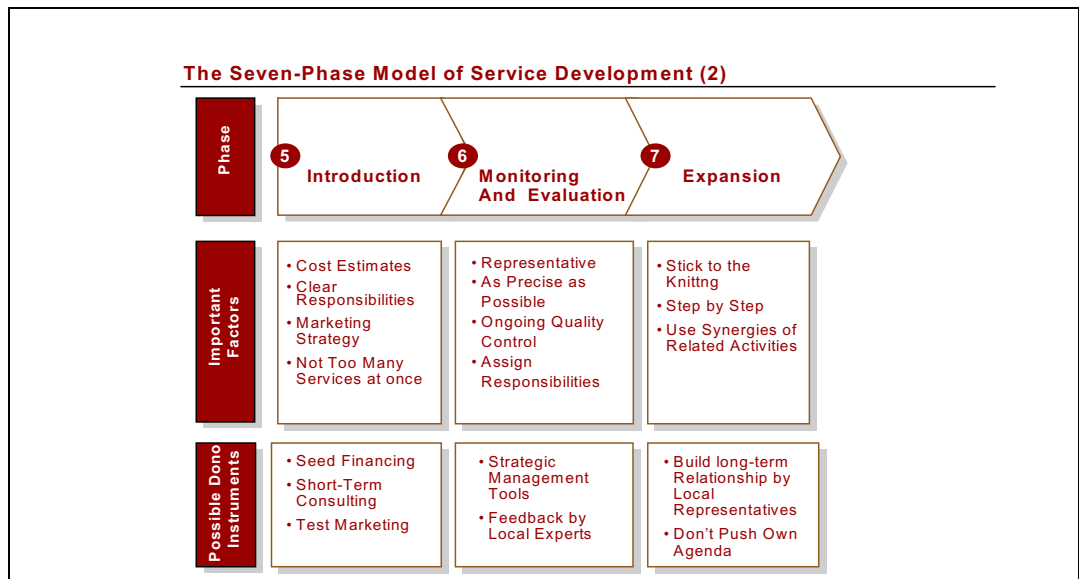 The Seven-Phase Model of Service Development (2)
Phase
5
Introduction
6
Monitoring
And Evaluation
7
Expansion
Important
Factors
• Cost Estimates
• Clear
Responsibilities
• Marketing
Strategy
• Not Too Many
Services at once
• Representative
• As Precise as
Possible
• Ongoing Quality
Control
• Assign
Responsibilities
• Stick to the
Knittng
• Step by Step
• Use Synergies of
Related Activities
Possible Dono
Instruments
• Seed Financing
• Short-Term
Consulting
• Test Marketing
• Strategic
Management
Tools
• Feedback by
Local Experts
• Build long-term
Relationship by
Local
Representatives
• Don't Push Own
Agenda